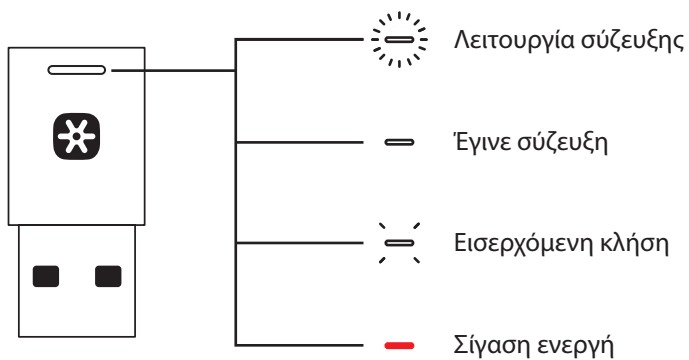 Λειτουργία σύζευξης
Έγινε σύζευξη
Εισερχόμενη κλήση
Σίγαση ενεργή